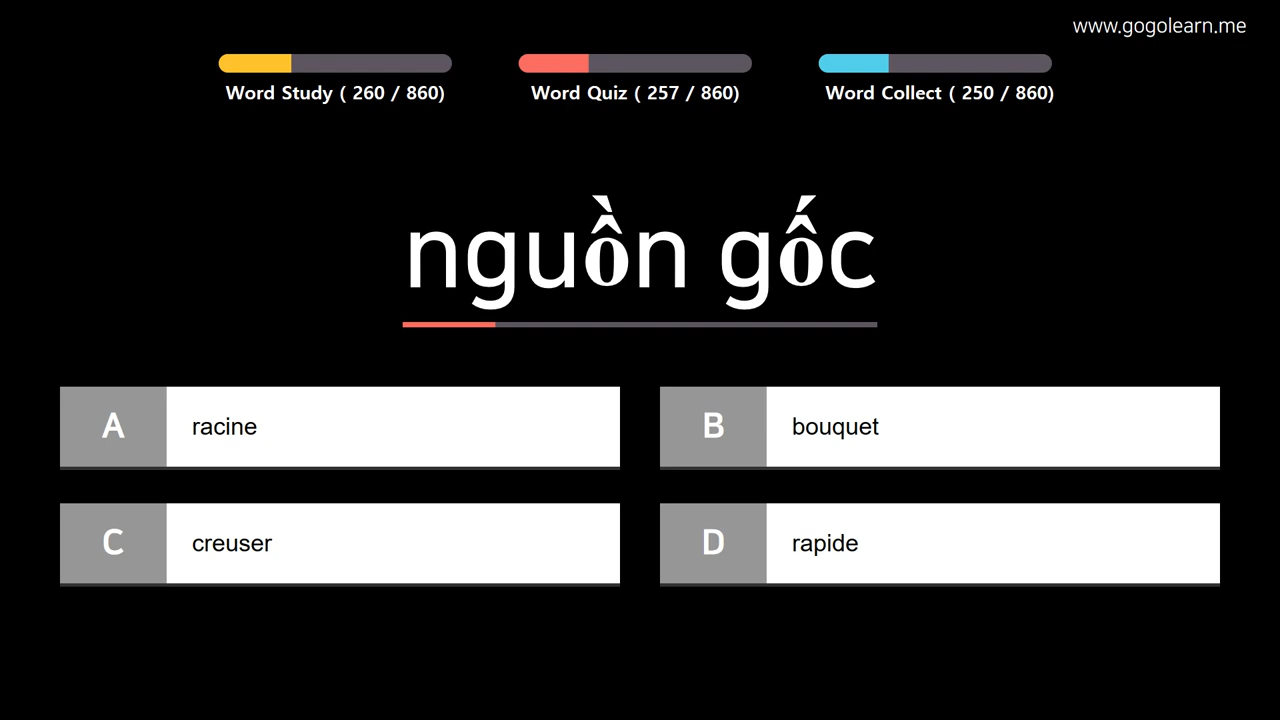 www.gogolearn.me
Word Study ( 260 / 860)
Word Quiz ( 257 / 860)
Word Collect ( 250 / 860)
nguồn gốc
A racine
B bouquet
C creuser
D rapide